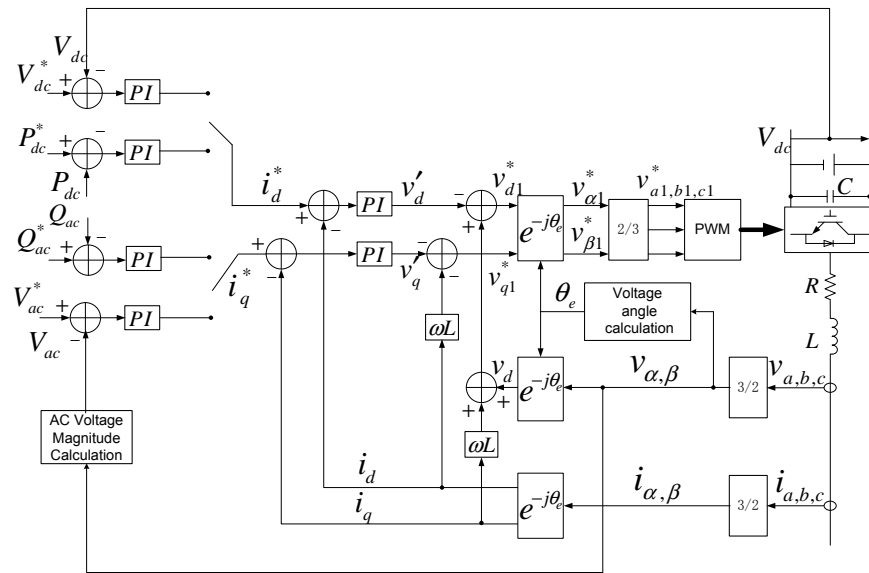 V_dc
V*_dc + − PI
P*_dc + − PI
P_dc
Q_ac
Q*_ac + − PI
V*_ac + − PI
V_ac
AC Voltage
Magnitude
Calculation
i*_d + − PI v′_d − + v*_d1
i*_q + − PI v′_q − − v*_q1
e^−jθ_e
v*_α1
v*_β1
2/3
v*_a1,b1,c1
PWM
V_dc
C
R
L
ωL
θ_e
Voltage
angle
calculation
v_d + +
e^−jθ_e
v_α,β
3/2
v_a,b,c
ωL
i_d
i_q
e^−jθ_e
i_α,β
3/2
i_a,b,c